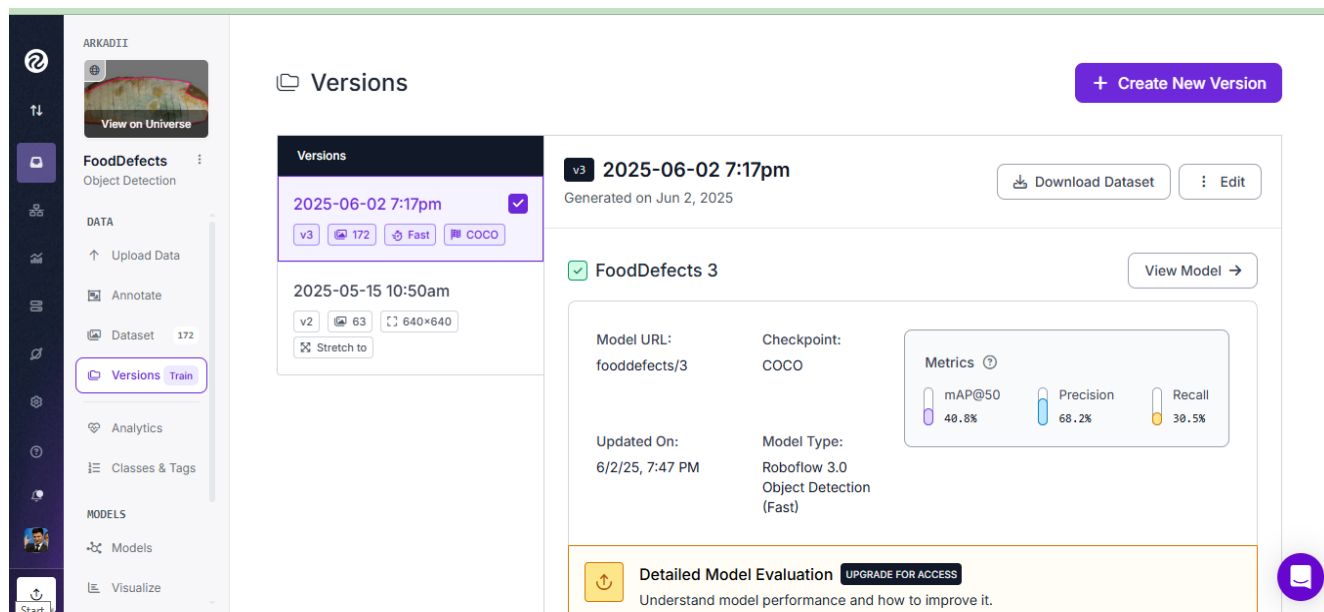 ARKADII
View on Universe
FoodDefects
Object Detection
DATA
Upload Data
Annotate
Dataset 172
Versions Train
Analytics
Classes & Tags
MODELS
Models
Visualize
Start
Versions
+ Create New Version
Versions
2025-06-02 7:17pm
v3 172 Fast COCO
2025-05-15 10:50am
v2 63 640×640
Stretch to
v3 2025-06-02 7:17pm
Generated on Jun 2, 2025
Download Dataset
Edit
FoodDefects 3
View Model →
Model URL:
fooddefects/3
Checkpoint:
COCO
Updated On:
6/2/25, 7:47 PM
Model Type:
Roboflow 3.0
Object Detection
(Fast)
Metrics
mAP@50
40.8%
Precision
68.2%
Recall
30.5%
Detailed Model Evaluation UPGRADE FOR ACCESS
Understand model performance and how to improve it.